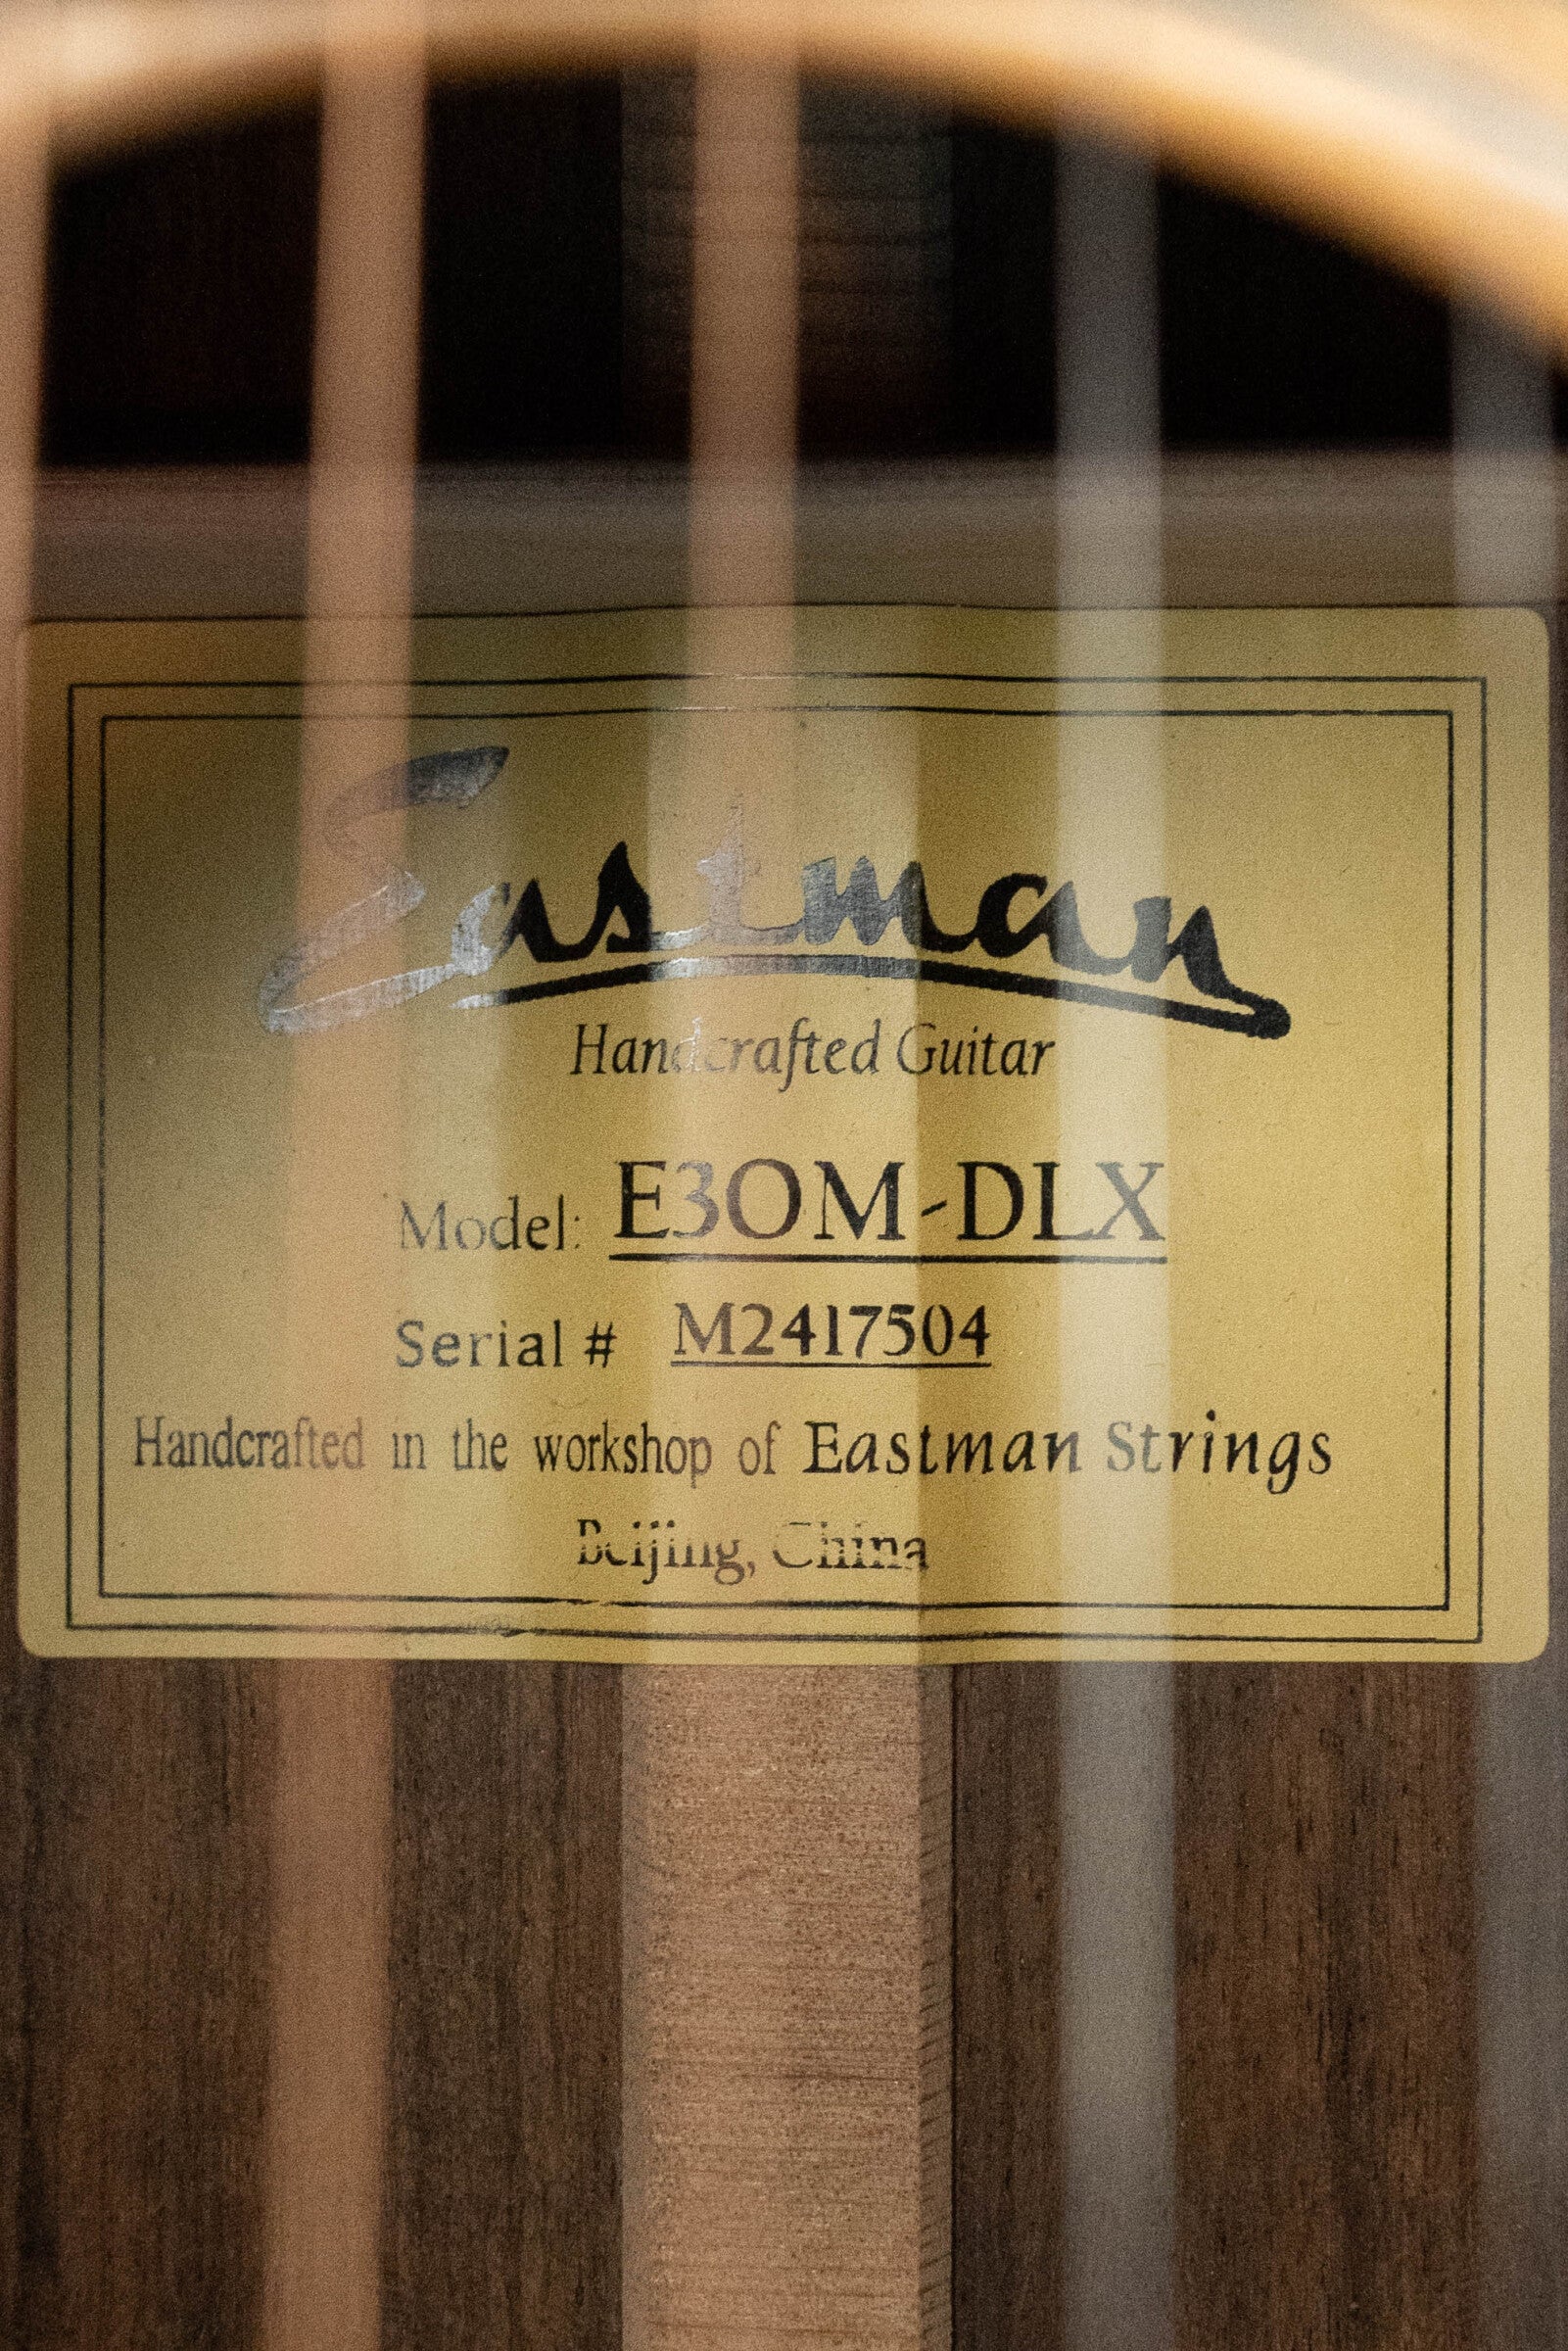 Eastman
Handcrafted Guitar
Model: E3OM-DLX
Serial # M2417504
Handcrafted in the workshop of Eastman Strings
Beijing, China